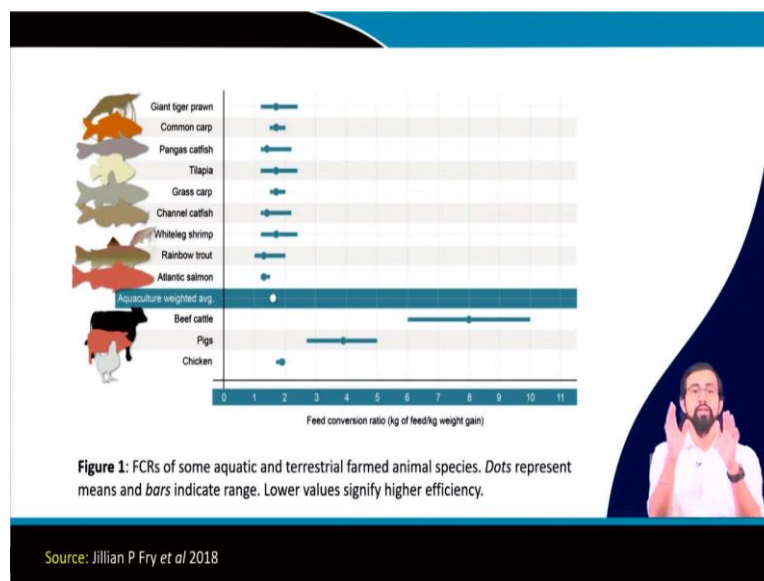 Giant tiger prawn
Common carp
Pangas catfish
Tilapia
Grass carp
Channel catfish
Whiteleg shrimp
Rainbow trout
Atlantic salmon
Aquaculture weighted avg.
Beef cattle
Pigs
Chicken
0 1 2 3 4 5 6 7 8 9 10 11
Feed conversion ratio (kg of feed/kg weight gain)
Figure 1: FCRs of some aquatic and terrestrial farmed animal species. Dots represent
means and bars indicate range. Lower values signify higher efficiency.
Source: Jillian P Fry et al 2018